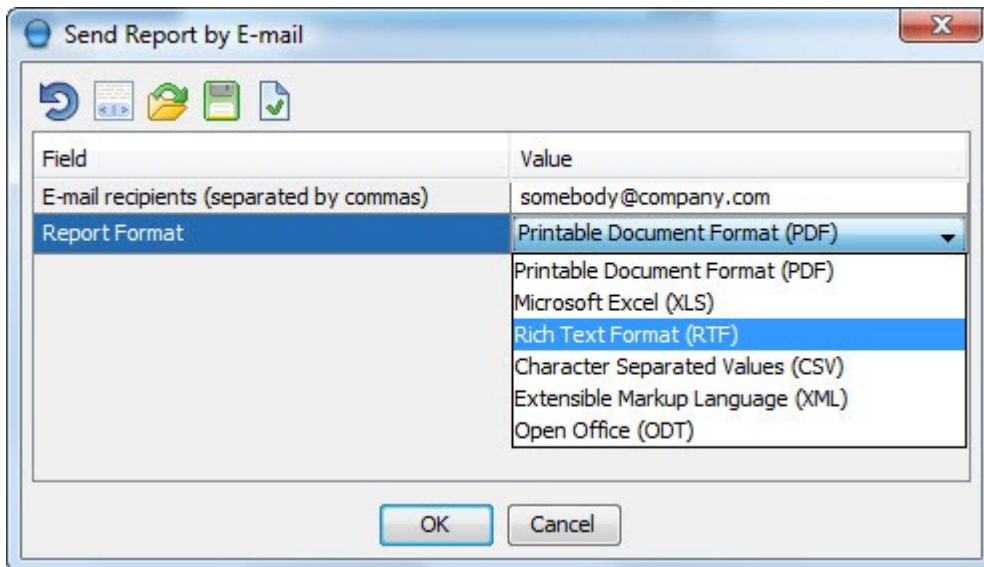 Send Report by E-mail
Field Value
E-mail recipients (separated by commas) somebody@company.com
Report Format Printable Document Format (PDF)
Printable Document Format (PDF)
Microsoft Excel (XLS)
Rich Text Format (RTF)
Character Separated Values (CSV)
Extensible Markup Language (XML)
Open Office (ODT)
OK Cancel